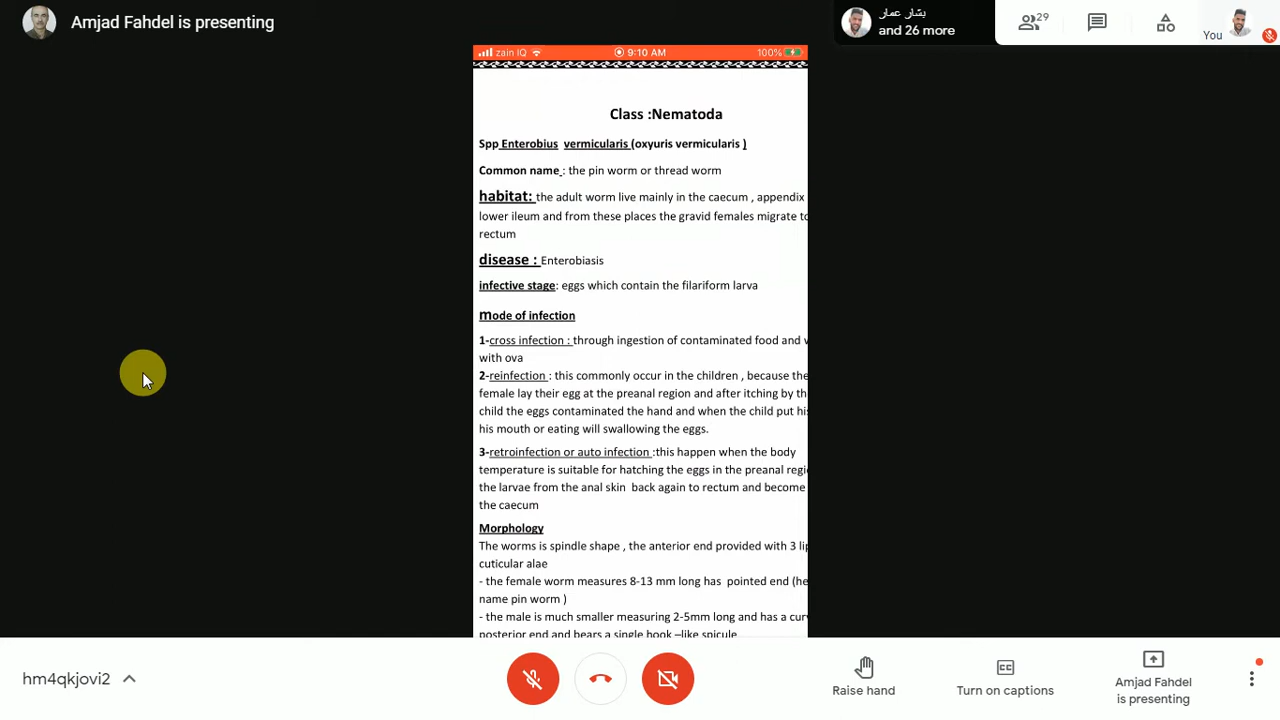 Amjad Fahdel is presenting
بشار عمار
and 26 more
29
You
zain IQ
9:10 AM
100%
Class :Nematoda
Spp Enterobius vermicularis (oxyuris vermicularis )
Common name : the pin worm or thread worm
habitat: the adult worm live mainly in the caecum , appendix
lower ileum and from these places the gravid females migrate to
rectum
disease : Enterobiasis
infective stage: eggs which contain the filariform larva
mode of infection
1-cross infection : through ingestion of contaminated food and
with ova
2-reinfection : this commonly occur in the children , because the
female lay their egg at the preanal region and after itching by the
child the eggs contaminated the hand and when the child put
his mouth or eating will swallowing the eggs.
3-retroinfection or auto infection :this happen when the body
temperature is suitable for hatching the eggs in the preanal
the larvae from the anal skin back again to rectum and become
the caecum
Morphology
The worms is spindle shape , the anterior end provided with 3
cuticular alae
- the female worm measures 8-13 mm long has pointed end
name pin worm )
- the male is much smaller measuring 2-5mm long and has a
posterior end and bears a single hook –like spicule
hm4qkjovi2
Raise hand
Turn on captions
Amjad Fahdel
is presenting